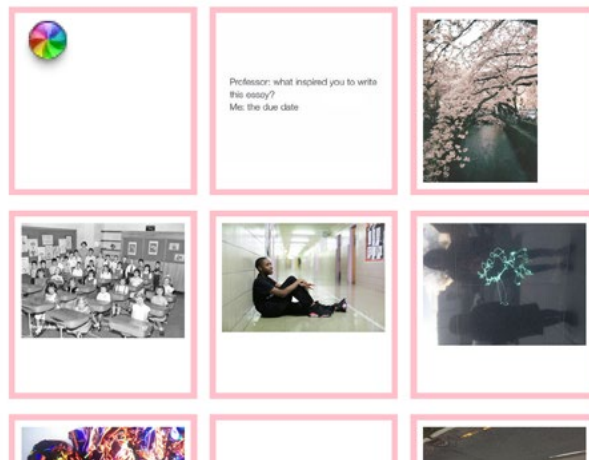 Professor: what inspired you to write
this essay?
Me: the due date